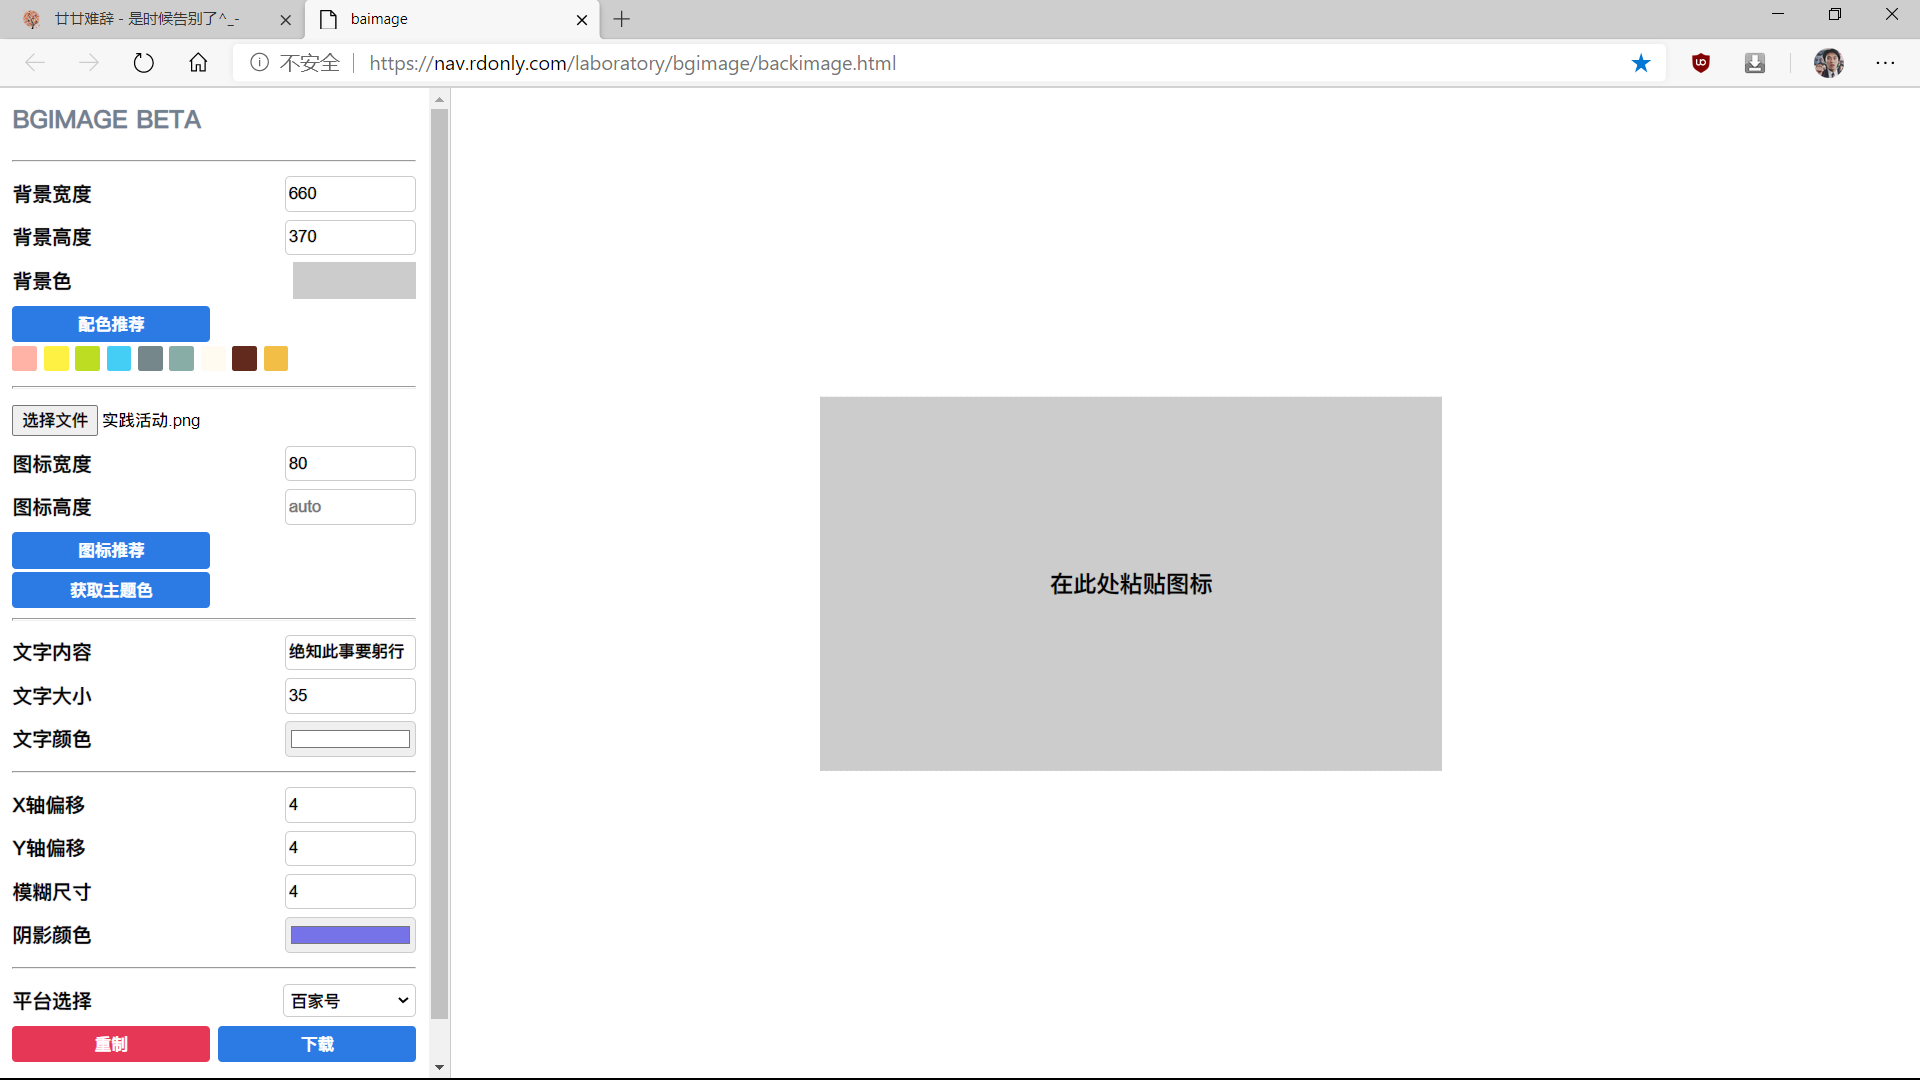 廿廿难辞 - 是时候告别了^_-
baimage
不安全
https://nav.rdonly.com/laboratory/bgimage/backimage.html
BGIMAGE BETA
背景宽度 660
背景高度 370
背景色
配色推荐
选择文件 实践活动.png
图标宽度 80
图标高度 auto
图标推荐
获取主题色
文字内容 绝知此事要躬行
文字大小 35
文字颜色
X轴偏移 4
Y轴偏移 4
模糊尺寸 4
阴影颜色
平台选择 百家号
重制 下载
在此处粘贴图标